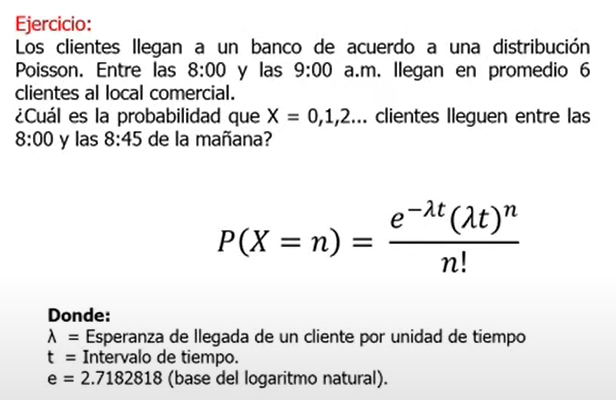 Ejercicio:
Los clientes llegan a un banco de acuerdo a una distribución
Poisson. Entre las 8:00 y las 9:00 a.m. llegan en promedio 6
clientes al local comercial.
¿Cuál es la probabilidad que X = 0,1,2... clientes lleguen entre las
8:00 y las 8:45 de la mañana?
P(X = n) = e^{−λt}(λt)^n / n!
Donde:
λ = Esperanza de llegada de un cliente por unidad de tiempo
t = Intervalo de tiempo.
e = 2.7182818 (base del logaritmo natural).